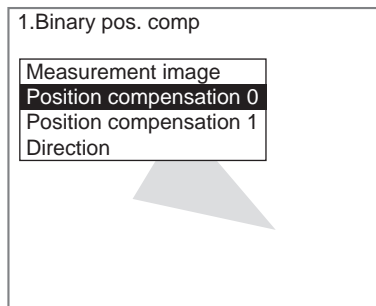 1.Binary pos. comp
Measurement image
Position compensation 0
Position compensation 1
Direction